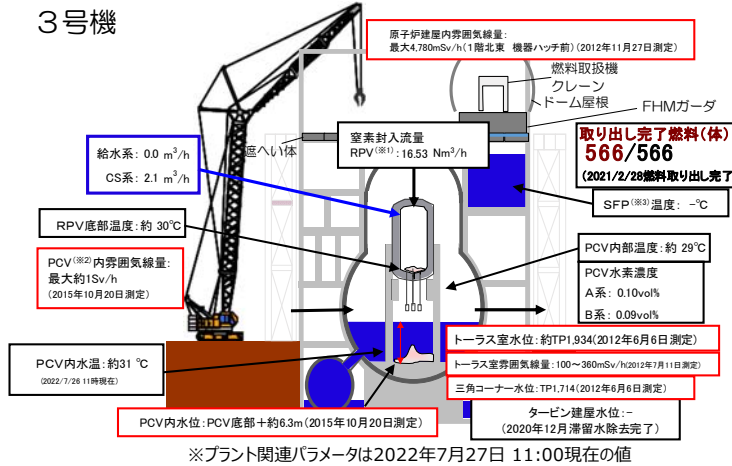 3号機
原子炉建屋内雰囲気線量:
最大4,780mSv/h(1階北東 機器ハッチ前)(2012年11月27日測定)
燃料取扱機
クレーン
ドーム屋根
FHMガーダ
遮へい体
窒素封入流量
RPV(※1):16.53 Nm³/h
給水系: 0.0 m³/h
CS系: 2.1 m³/h
取り出し完了燃料(体)
566/566
(2021/2/28燃料取り出し完了
SFP(※3)温度: -℃
RPV底部温度:約 30℃
PCV(※2)内雰囲気線量:
最大約1Sv/h
(2015年10月20日測定)
PCV内部温度:約 29℃
PCV水素濃度
A系: 0.10vol%
B系: 0.09vol%
PCV内水温:約31 ℃
(2022/7/26 11時現在)
トーラス室水位:約TP1,934(2012年6月6日測定)
トーラス室雰囲気線量:100～360mSv/h(2012年7月11日測定)
三角コーナー水位:TP1,714(2012年6月6日測定)
PCV内水位:PCV底部+約6.3m(2015年10月20日測定)
タービン建屋水位:-
(2020年12月滞留水除去完了)
※プラント関連パラメータは2022年7月27日 11:00現在の値